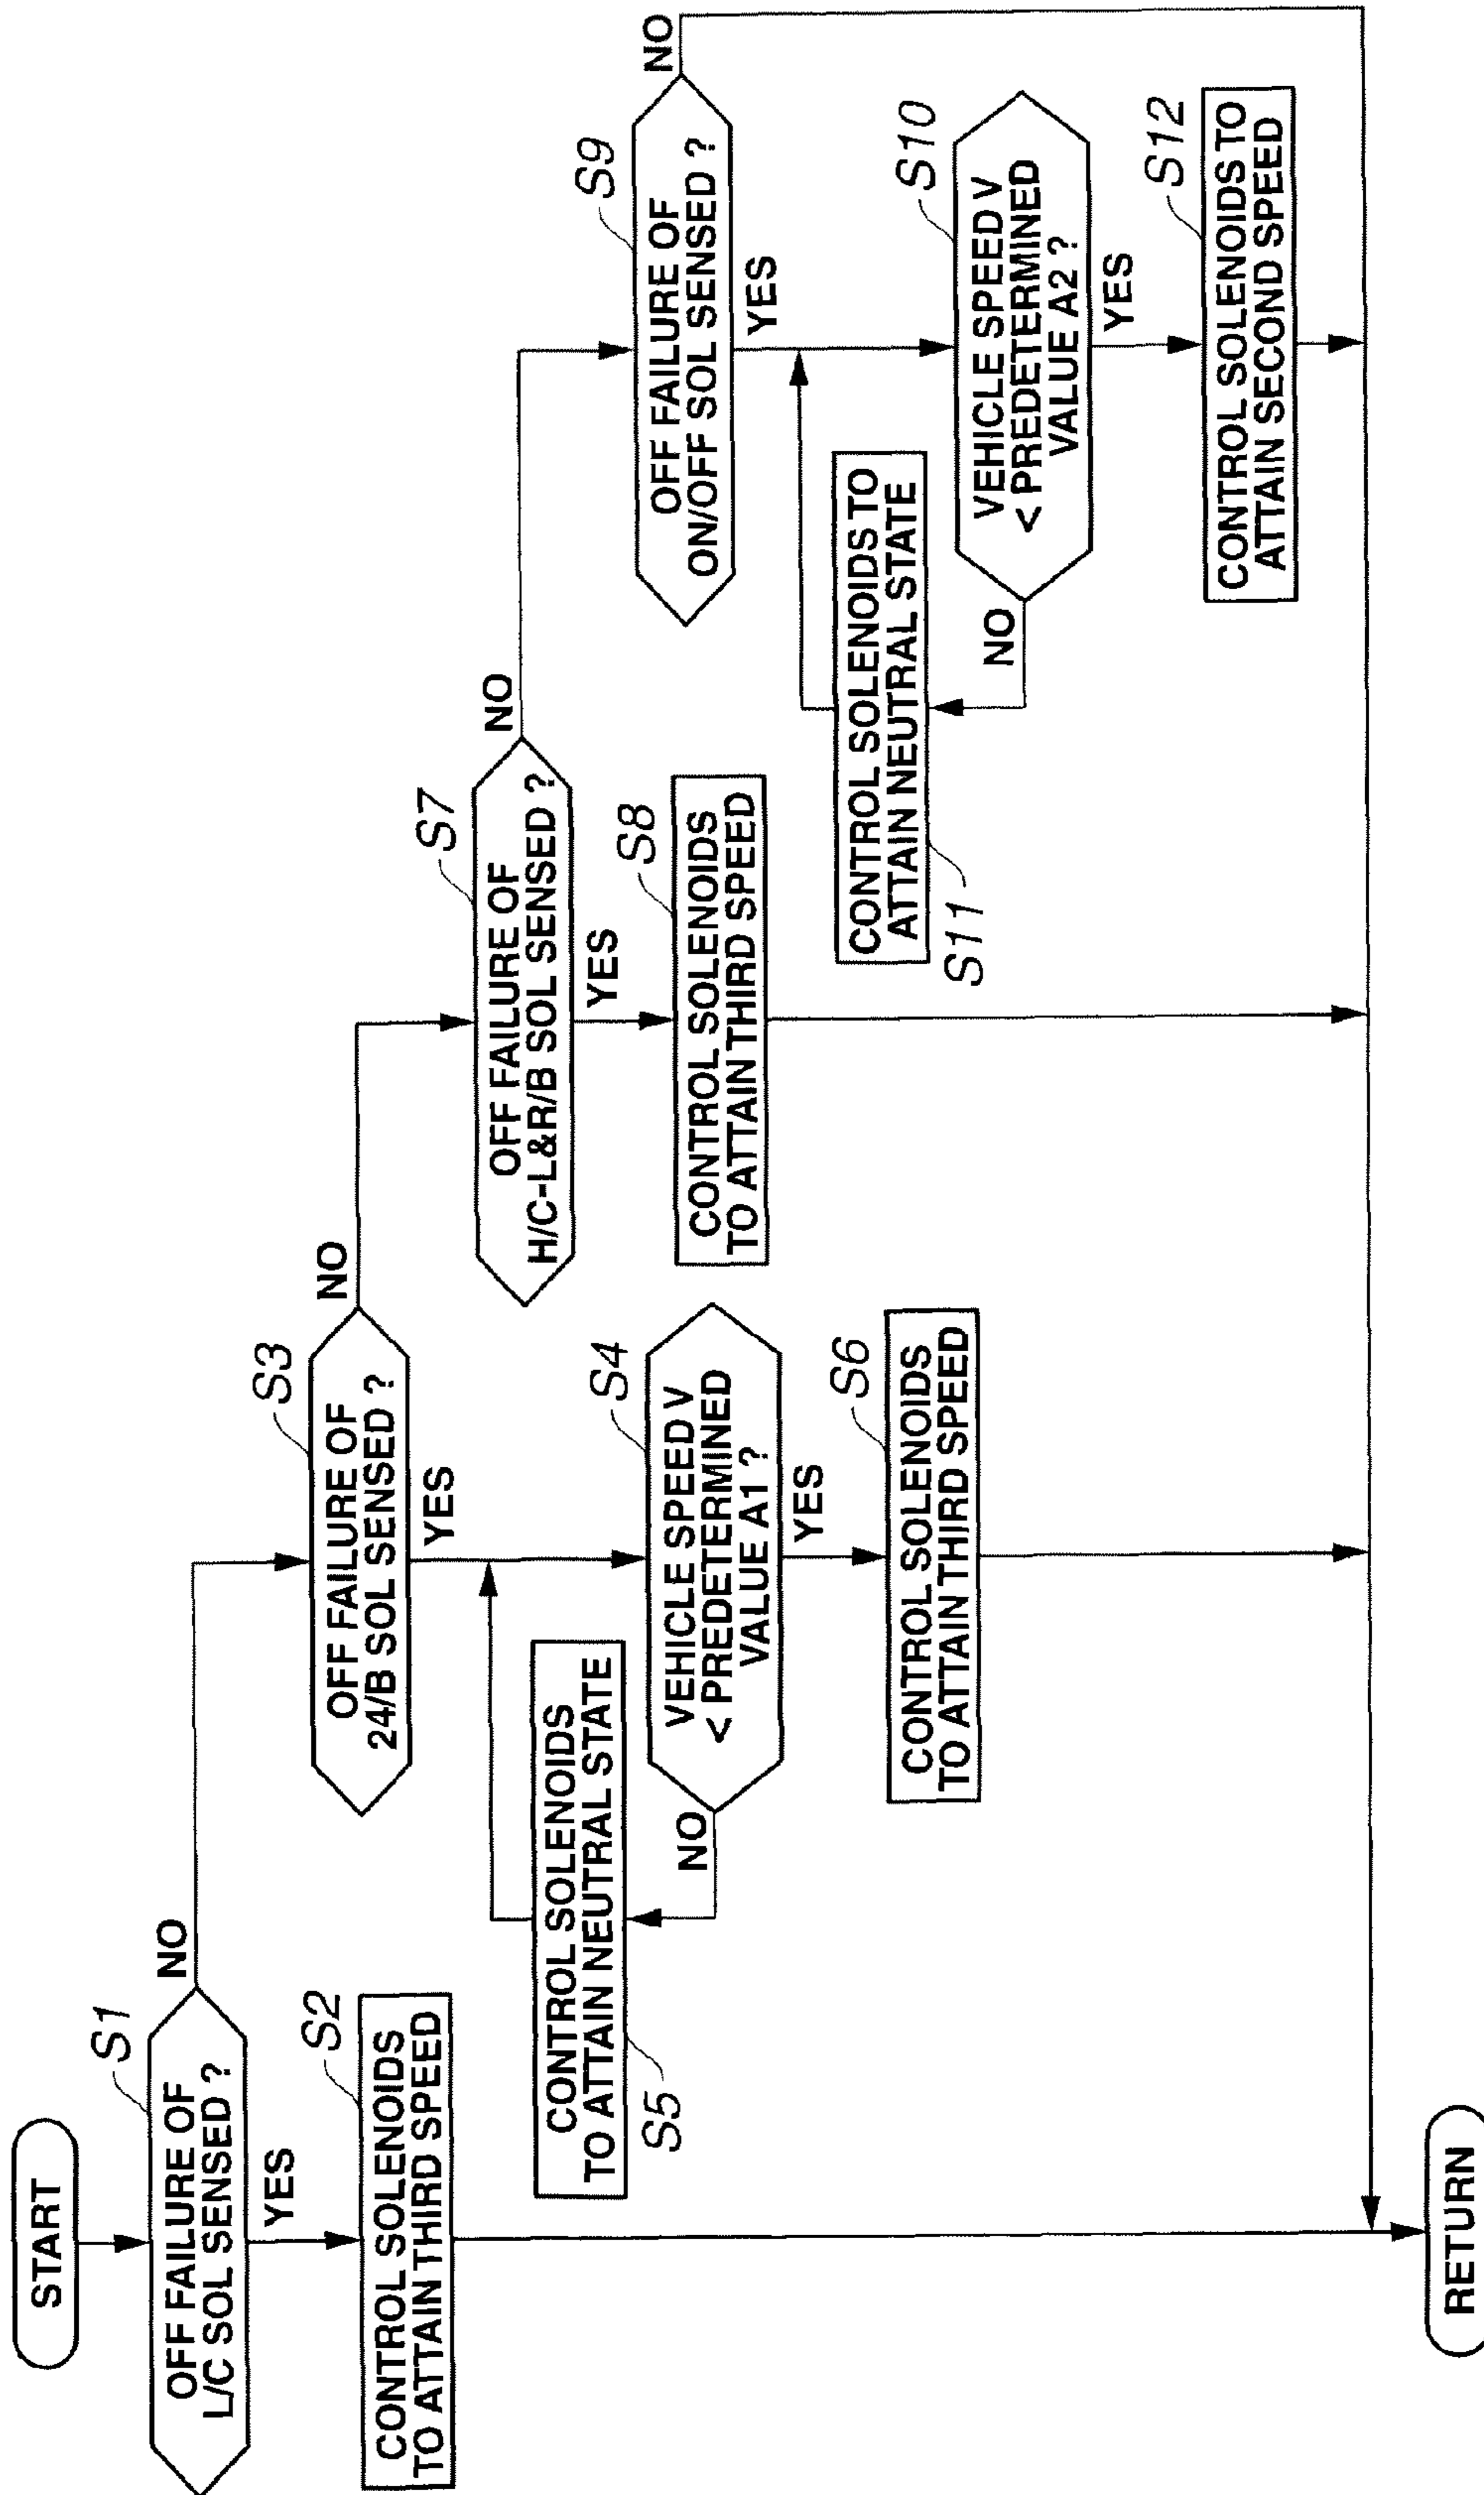 START
S1
OFF FAILURE OF
L/C SOL SENSED ?
NO
YES
S2
CONTROL SOLENOIDS
TO ATTAIN THIRD SPEED
S3
OFF FAILURE OF
24/B SOL SENSED ?
NO
YES
CONTROL SOLENOIDS
TO ATTAIN NEUTRAL STATE
S5
S4
VEHICLE SPEED V
< PREDETERMINED
VALUE A1 ?
NO
YES
S6
CONTROL SOLENOIDS
TO ATTAIN THIRD SPEED
S7
OFF FAILURE OF
H/C-L&R/B SOL SENSED ?
NO
YES
S8
CONTROL SOLENOIDS
TO ATTAIN THIRD SPEED
S9
OFF FAILURE OF
ON/OFF SOL SENSED ?
NO
YES
CONTROL SOLENOIDS TO
ATTAIN NEUTRAL STATE
S11
S10
VEHICLE SPEED V
< PREDETERMINED
VALUE A2 ?
NO
YES
S12
CONTROL SOLENOIDS TO
ATTAIN SECOND SPEED
RETURN